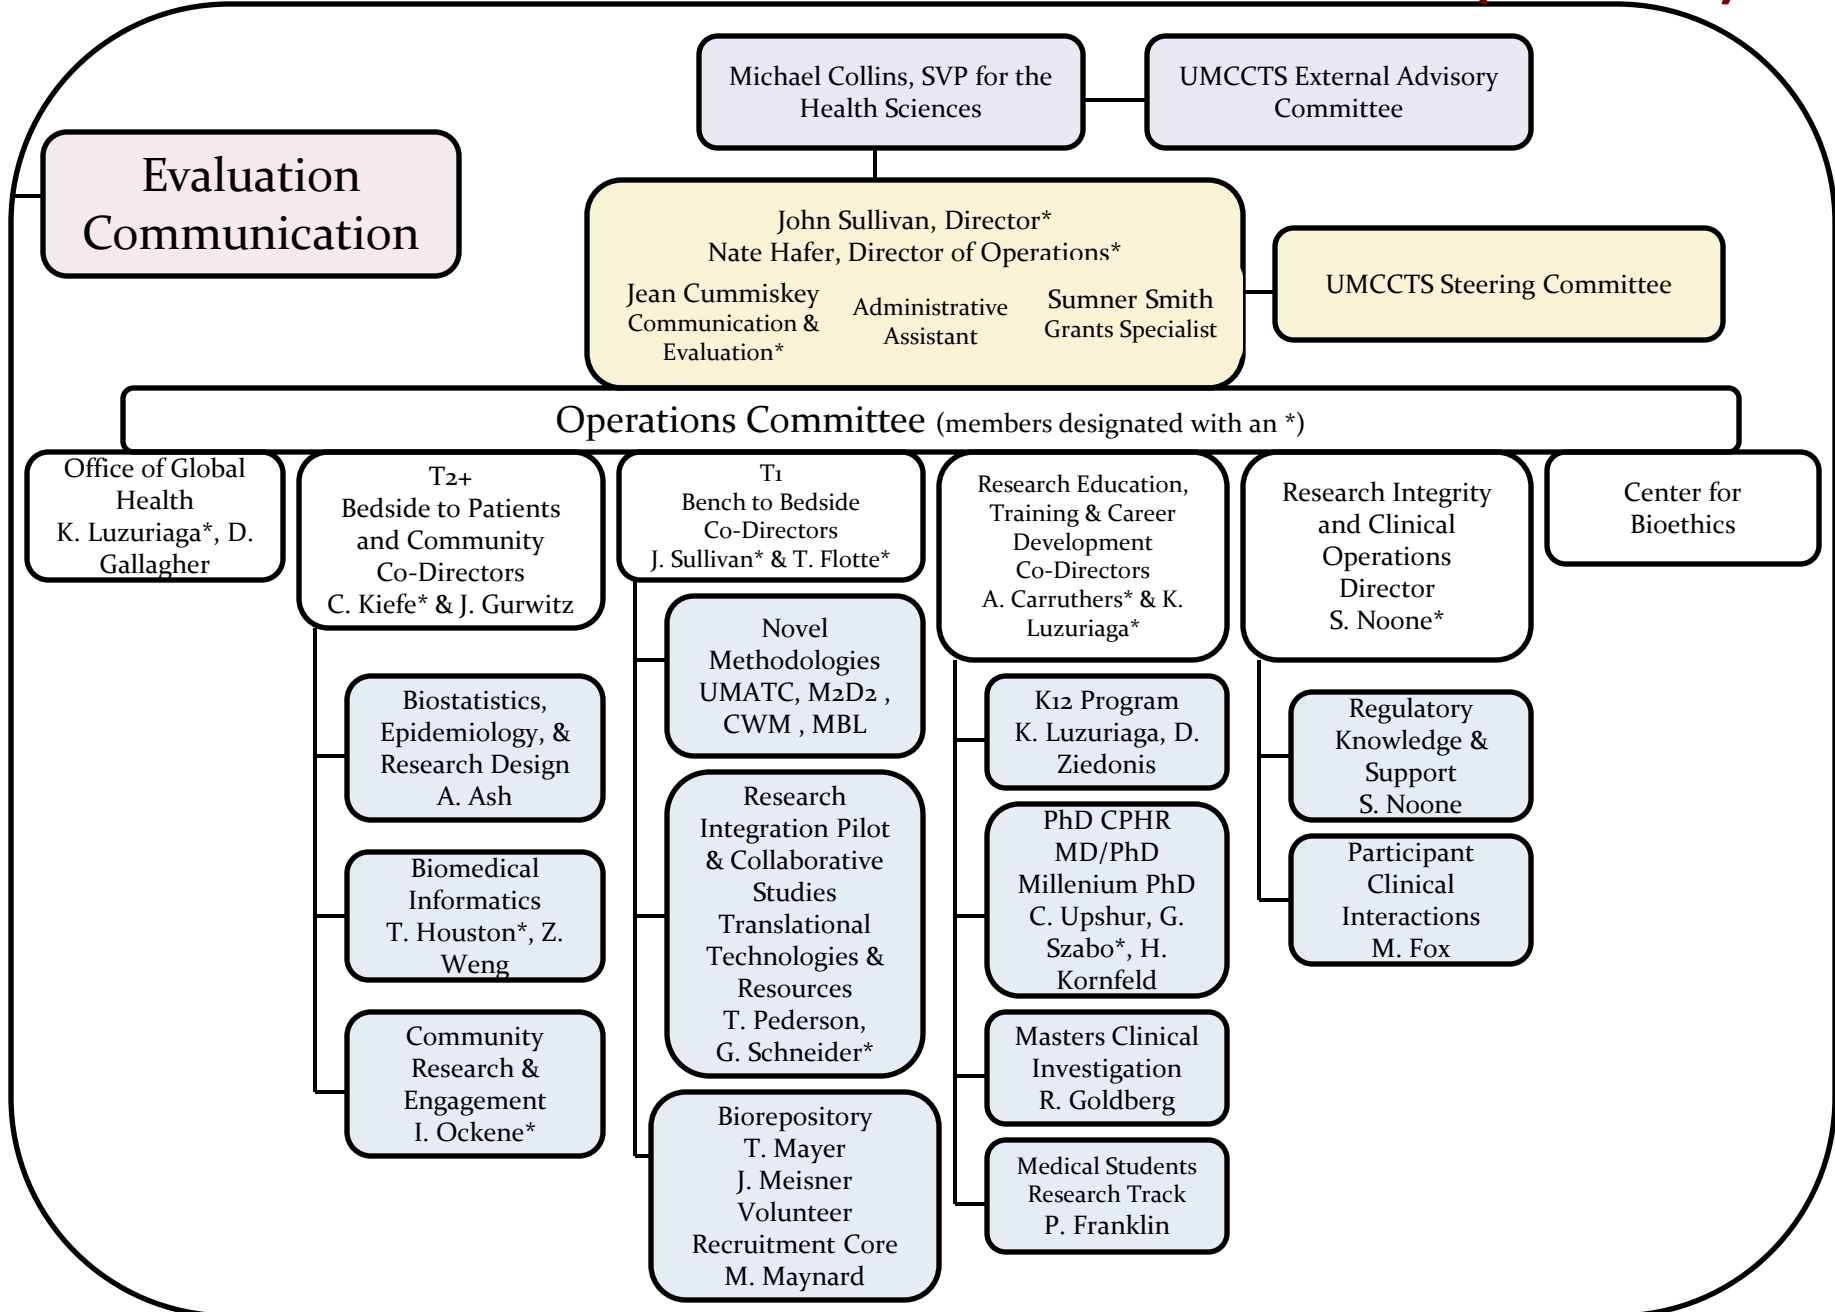 Michael Collins, SVP for the
Health Sciences
UMCCTS External Advisory
Committee
Evaluation
Communication
John Sullivan, Director*
Nate Hafer, Director of Operations*
Jean Cummiskey
Communication &
Evaluation*
Administrative
Assistant
Sumner Smith
Grants Specialist
UMCCTS Steering Committee
Operations Committee (members designated with an *)
Office of Global
Health
K. Luzuriaga*, D.
Gallagher
T2+
Bedside to Patients
and Community
Co-Directors
C. Kiefe* & J. Gurwitz
Biostatistics,
Epidemiology, &
Research Design
A. Ash
Biomedical
Informatics
T. Houston*, Z.
Weng
Community
Research &
Engagement
I. Ockene*
T1
Bench to Bedside
Co-Directors
J. Sullivan* & T. Flotte*
Novel
Methodologies
UMATC, M2D2 ,
CWM , MBL
Research
Integration Pilot
& Collaborative
Studies
Translational
Technologies &
Resources
T. Pederson,
G. Schneider*
Biorepository
T. Mayer
J. Meisner
Volunteer
Recruitment Core
M. Maynard
Research Education,
Training & Career
Development
Co-Directors
A. Carruthers* & K.
Luzuriaga*
K12 Program
K. Luzuriaga, D.
Ziedonis
PhD CPHR
MD/PhD
Millenium PhD
C. Upshur, G.
Szabo*, H.
Kornfeld
Masters Clinical
Investigation
R. Goldberg
Medical Students
Research Track
P. Franklin
Research Integrity
and Clinical
Operations
Director
S. Noone*
Regulatory
Knowledge &
Support
S. Noone
Participant
Clinical
Interactions
M. Fox
Center for
Bioethics